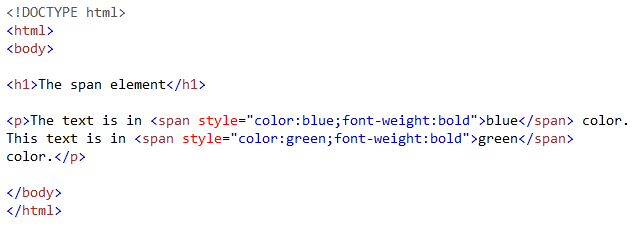 <!DOCTYPE html>
<html>
<body>
<h1>The span element</h1>
<p>The text is in <span style="color:blue;font-weight:bold">blue</span> color.
This text is in <span style="color:green;font-weight:bold">green</span>
color.</p>
</body>
</html>